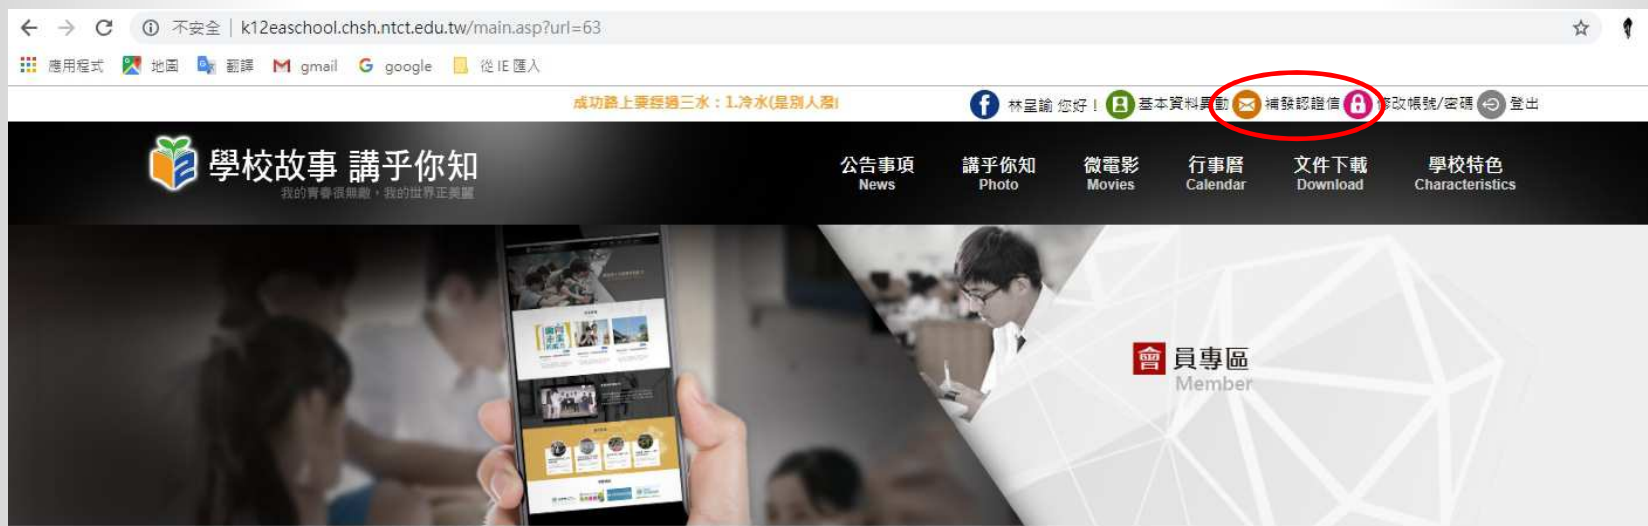 不安全 | k12easchool.chsh.ntct.edu.tw/main.asp?url=63
應用程式 地圖 翻譯 gmail google 從 IE 匯入
成功路上要經過三水：1.冷水(是別人潑 林呈諭 您好！ 基本資料異動 補發認證信 修改帳號/密碼 登出
學校故事 講乎你知
我的青春很無敵，我的世界正美麗
公告事項 講乎你知 微電影 行事曆 文件下載 學校特色
News Photo Movies Calendar Download Characteristics
會員專區
Member